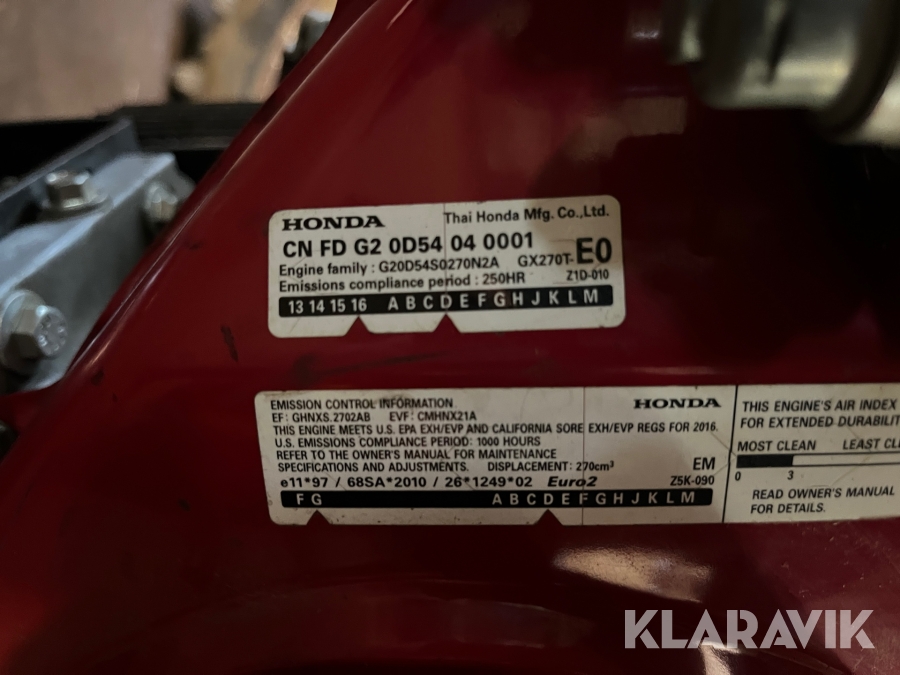 HONDA Thai Honda Mfg. Co.,Ltd.
CN FD G2 0D54 04 0001
Engine family : G20D54S0270N2A GX270T- E0
Emissions compliance period : 250HR Z1D-010
13 14 15 16 A B C D E F G H J K L M
EMISSION CONTROL INFORMATION HONDA
EF: GHNXS.2702AB EVF: CMHNX21A
THIS ENGINE MEETS U.S. EPA EXH/EVP AND CALIFORNIA SORE EXH/EVP REGS FOR 2016.
U.S. EMISSIONS COMPLIANCE PERIOD: 1000 HOURS
REFER TO THE OWNER'S MANUAL FOR MAINTENANCE
SPECIFICATIONS AND ADJUSTMENTS. DISPLACEMENT: 270cm³ EM
e11*97 / 68SA*2010 / 26*1249*02 Euro2 Z5K-090
F G A B C D E F G H J K L M
THIS ENGINE'S AIR INDEX
FOR EXTENDED DURABILIT
MOST CLEAN LEAST CL
0 3
READ OWNER'S MANUAL
FOR DETAILS.
KLARAVIK